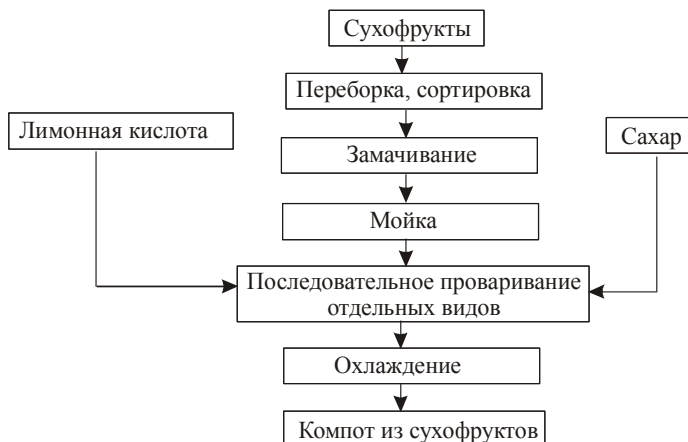 Сухофрукты
Переборка, сортировка
Лимонная кислота
Сахар
Замачивание
Мойка
Последовательное проваривание
отдельных видов
Охлаждение
Компот из сухофруктов